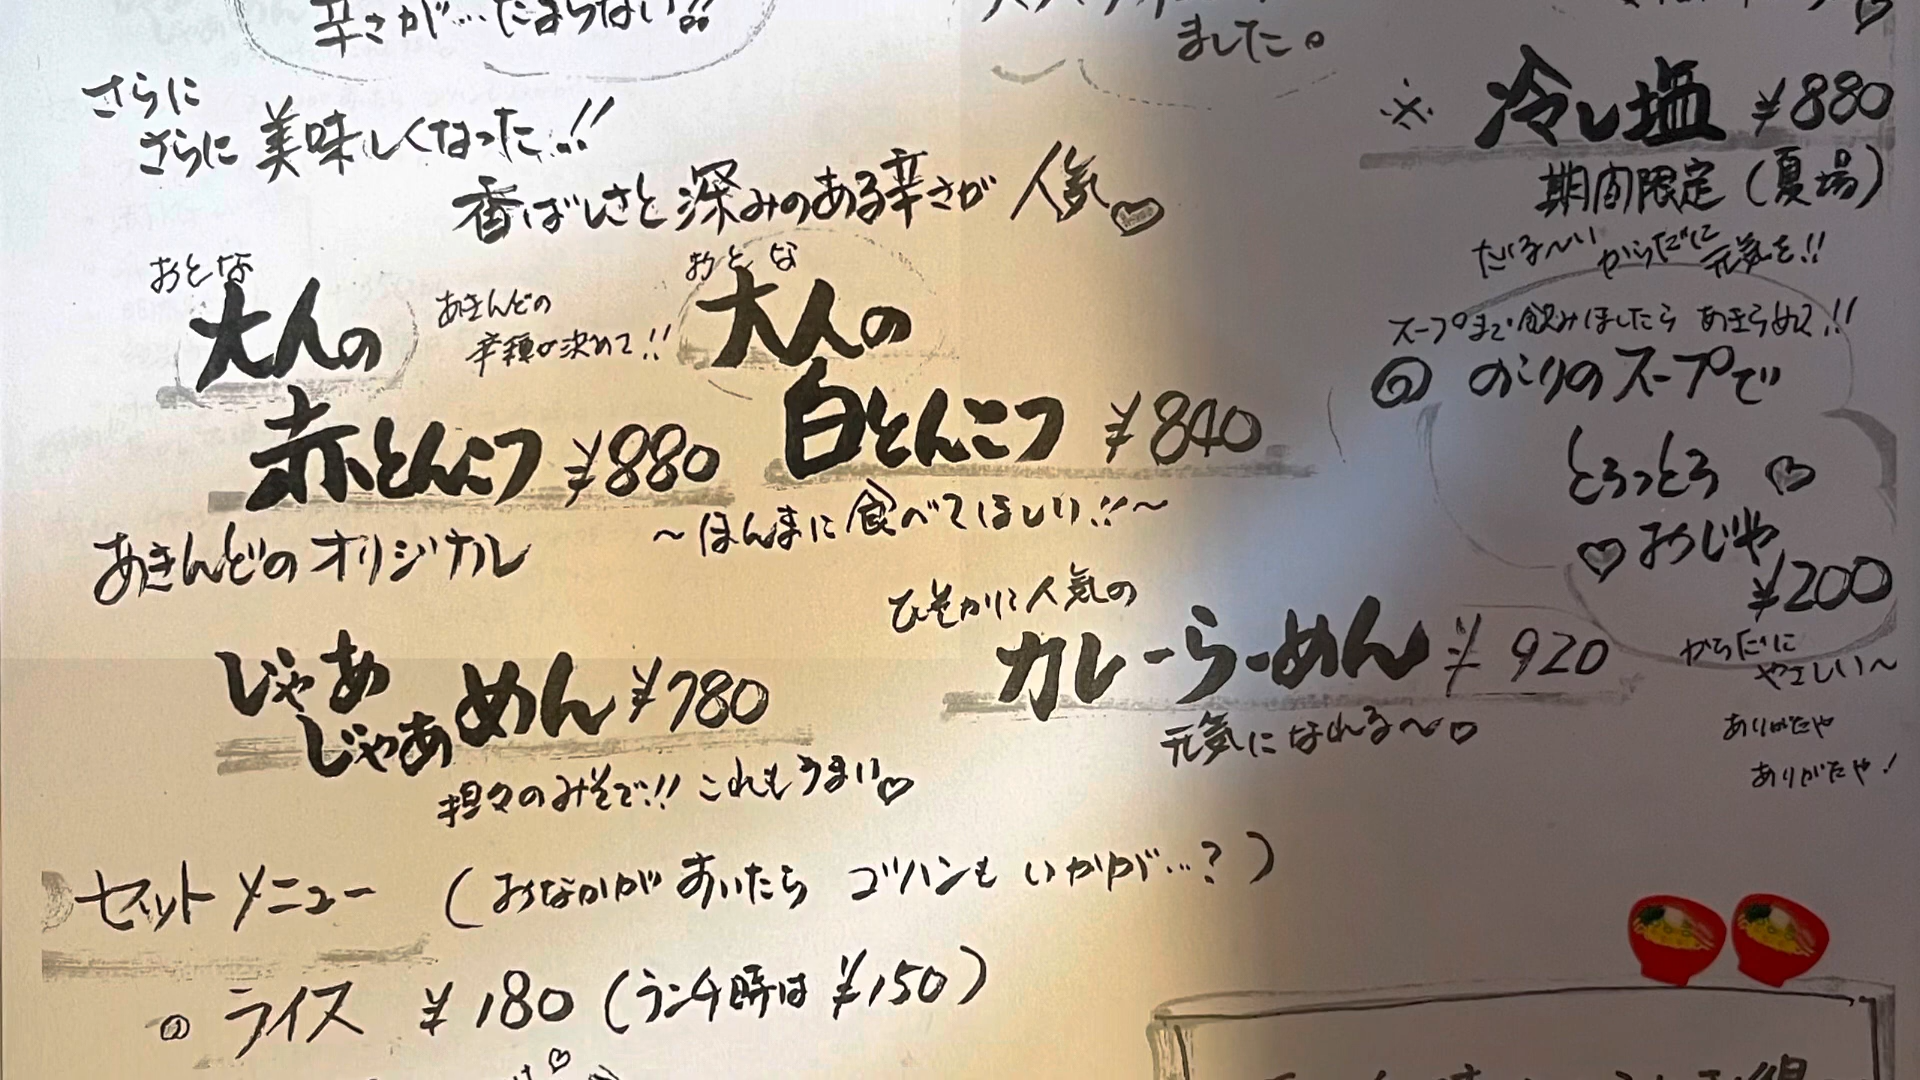 辛さが…たまらない!!
ました。
さらに
さらに美味しくなった!!
香ばしさと深みのある辛さが人気♡
おとな
大人の
赤とんこつ ¥880
あきんどのオリジナル
あきんどの
辛麺の決めて!!
おとな
大人の
白とんこつ ¥840
～ほんまに食べてほしい!!～
じゃあ
じゃあめん ¥780
担々のみそで!! これもうまい♡
ひそかに人気の
カレーらーめん ¥920
元気になれる～♡
※冷し塩 ¥880
期間限定(夏場)
だる～いからだに
元気を!!
スープまで飲みほしたらあきらめて!!
◎のこりのスープで
とろっとろ♡
♡おじや
¥200
からだに
やさしい～
ありがたや
ありがたや!
セットメニュー (おなかがすいたら ゴハンもいかが…?)
◎ライス ¥180 (ランチ時は ¥150)